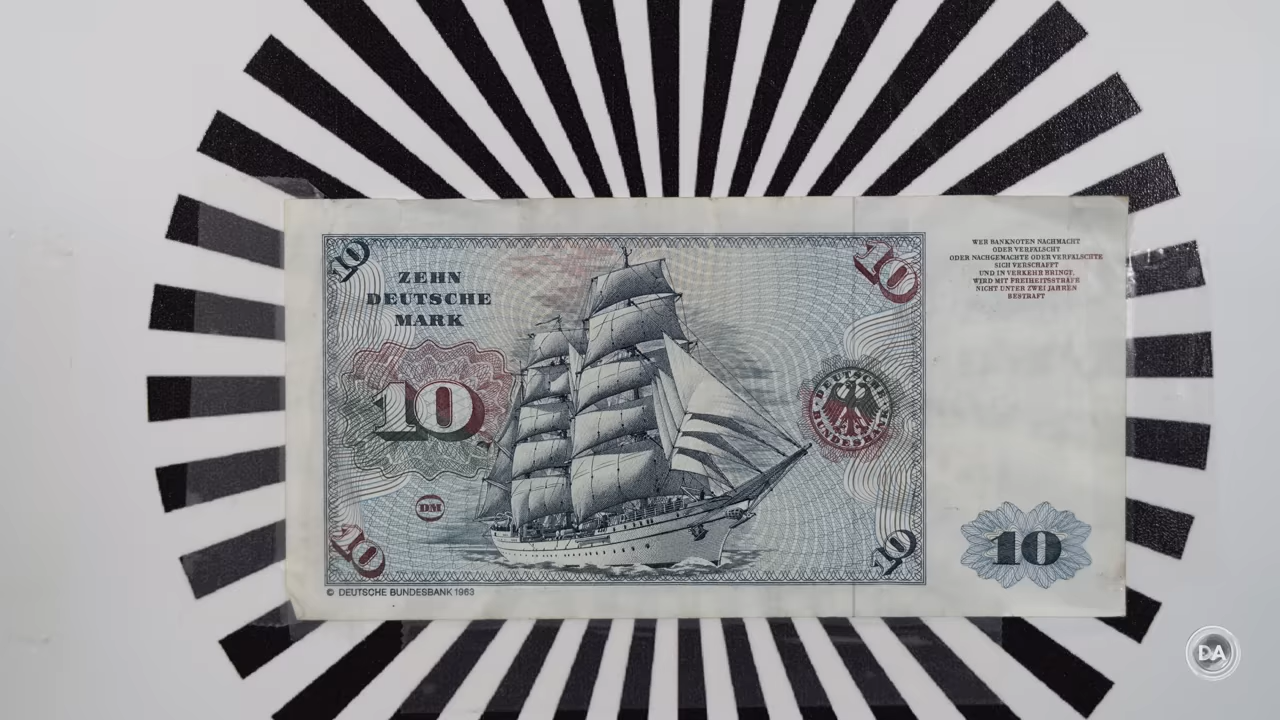 10
ZEHN
DEUTSCHE
MARK
10
DM
10
© DEUTSCHE BUNDESBANK 1963
10
DEUTSCHE
BUNDESBANK
10
WER BANKNOTEN NACHMACHT
ODER VERFÄLSCHT
ODER NACHGEMACHTE ODER VERFÄLSCHTE
SICH VERSCHAFFT
UND IN VERKEHR BRINGT,
WIRD MIT FREIHEITSSTRAFE
NICHT UNTER ZWEI JAHREN
BESTRAFT
10
DA